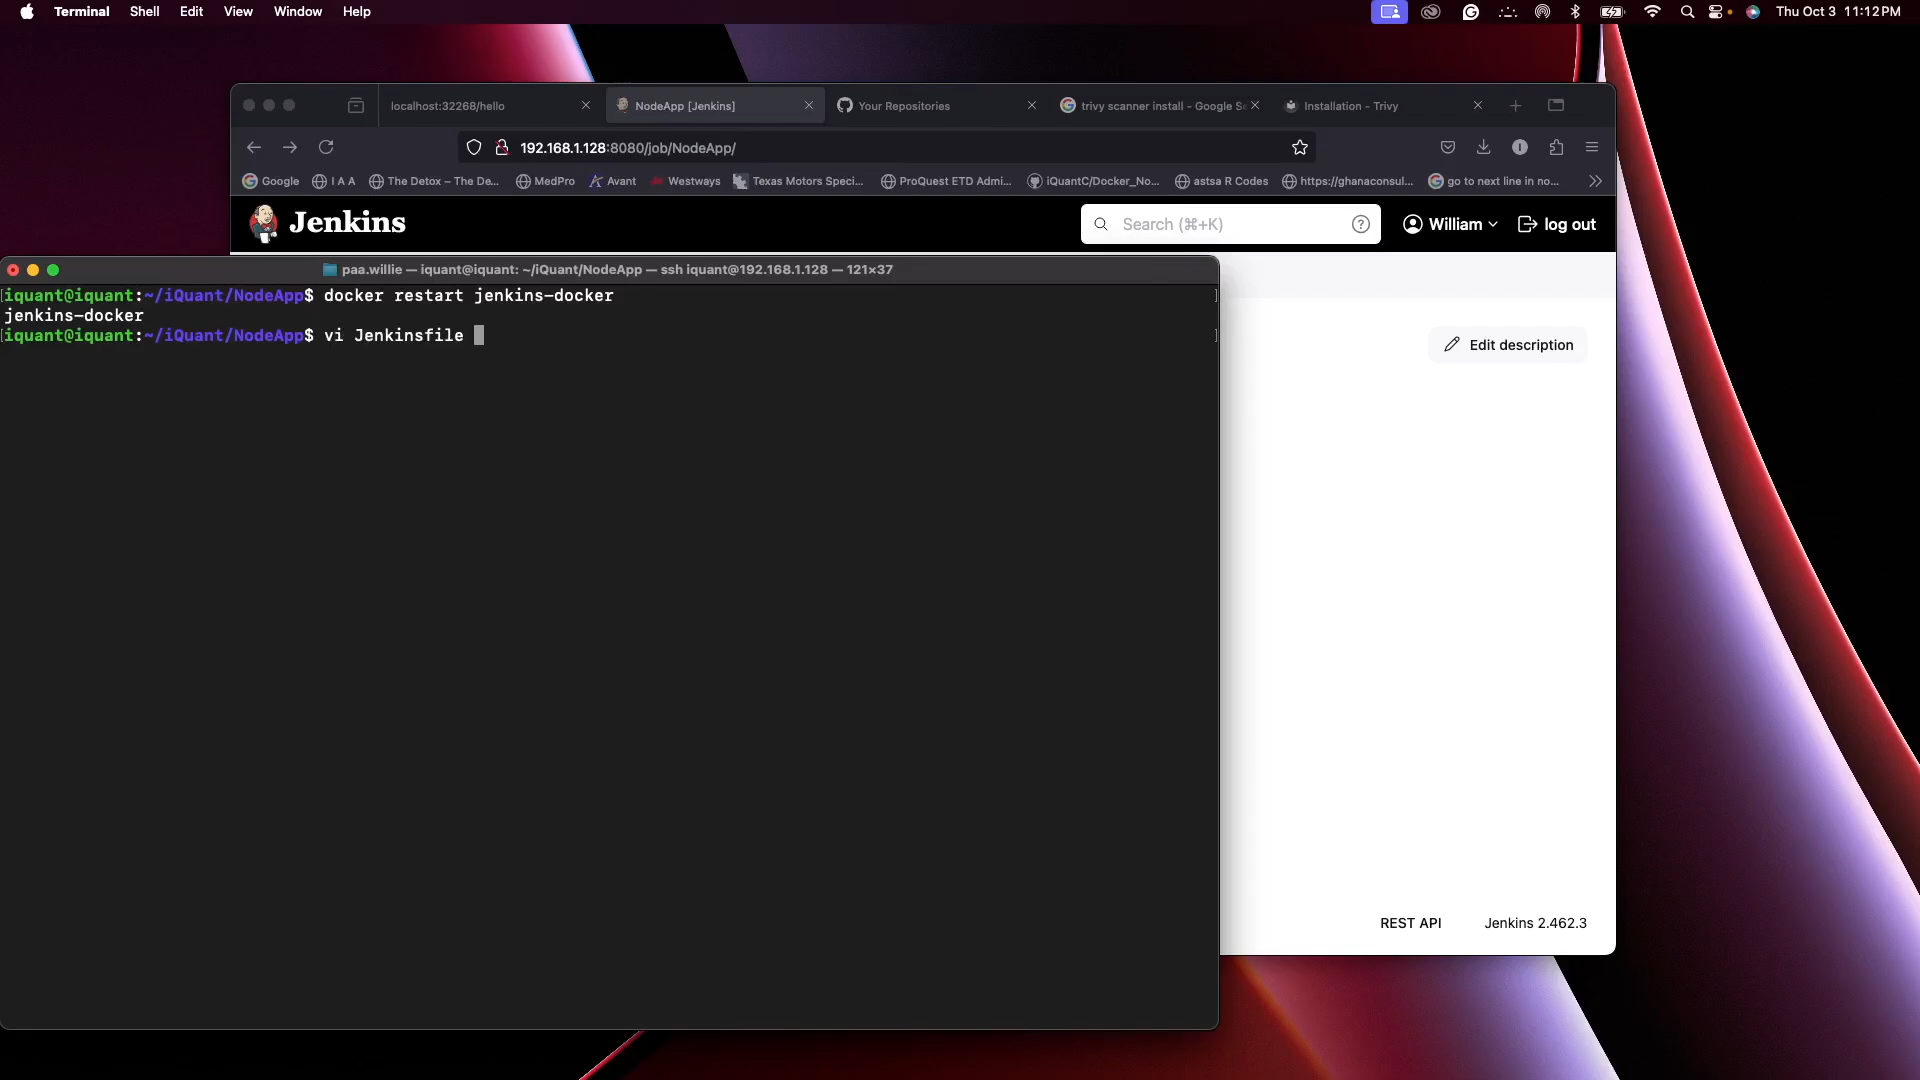 Terminal Shell Edit View Window Help Thu Oct 3 11:12 PM
localhost:32268/hello NodeApp [Jenkins] Your Repositories trivy scanner install - Google Se Installation - Trivy
192.168.1.128:8080/job/NodeApp/
Google I A A The Detox – The De... MedPro Avant Westways Texas Motors Speci... ProQuest ETD Admi... iQuantC/Docker_No... astsa R Codes https://ghanaconsul... go to next line in no...
Jenkins Search (⌘+K) William log out
paa.willie — iquant@iquant: ~/iQuant/NodeApp — ssh iquant@192.168.1.128 — 121×37
[iquant@iquant:~/iQuant/NodeApp$ docker restart jenkins-docker ]
jenkins-docker
[iquant@iquant:~/iQuant/NodeApp$ vi Jenkinsfile ]
Edit description
REST API Jenkins 2.462.3